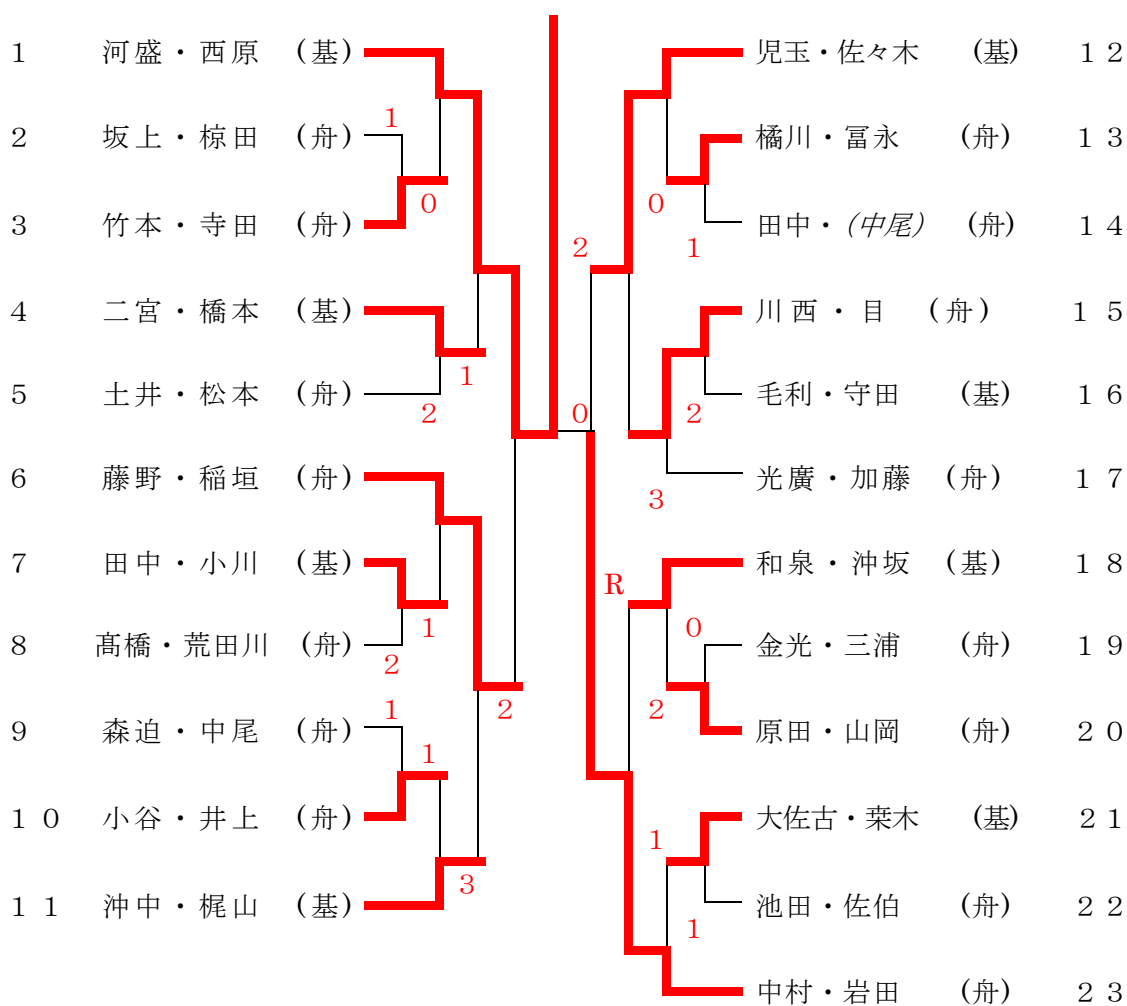 1 河盛・西原 (基)
1
2 坂上・椋田 (舟)
0
3 竹本・寺田 (舟)
4 二宮・橋本 (基)
1
5 土井・松本 (舟)
2
6 藤野・稲垣 (舟)
7 田中・小川 (基)
1
8 髙橋・荒田川 (舟)
2
2
1
9 森迫・中尾 (舟)
1
10 小谷・井上 (舟)
3
11 沖中・梶山 (基)
0
児玉・佐々木 (基) 12
橘川・冨永 (舟) 13
0
田中・(中尾) (舟) 14
1
2
川西・目 (舟) 15
毛利・守田 (基) 16
2
光廣・加藤 (舟) 17
3
和泉・沖坂 (基) 18
R
0
金光・三浦 (舟) 19
2
原田・山岡 (舟) 20
大佐古・桒木 (基) 21
1
池田・佐伯 (舟) 22
1
中村・岩田 (舟) 23